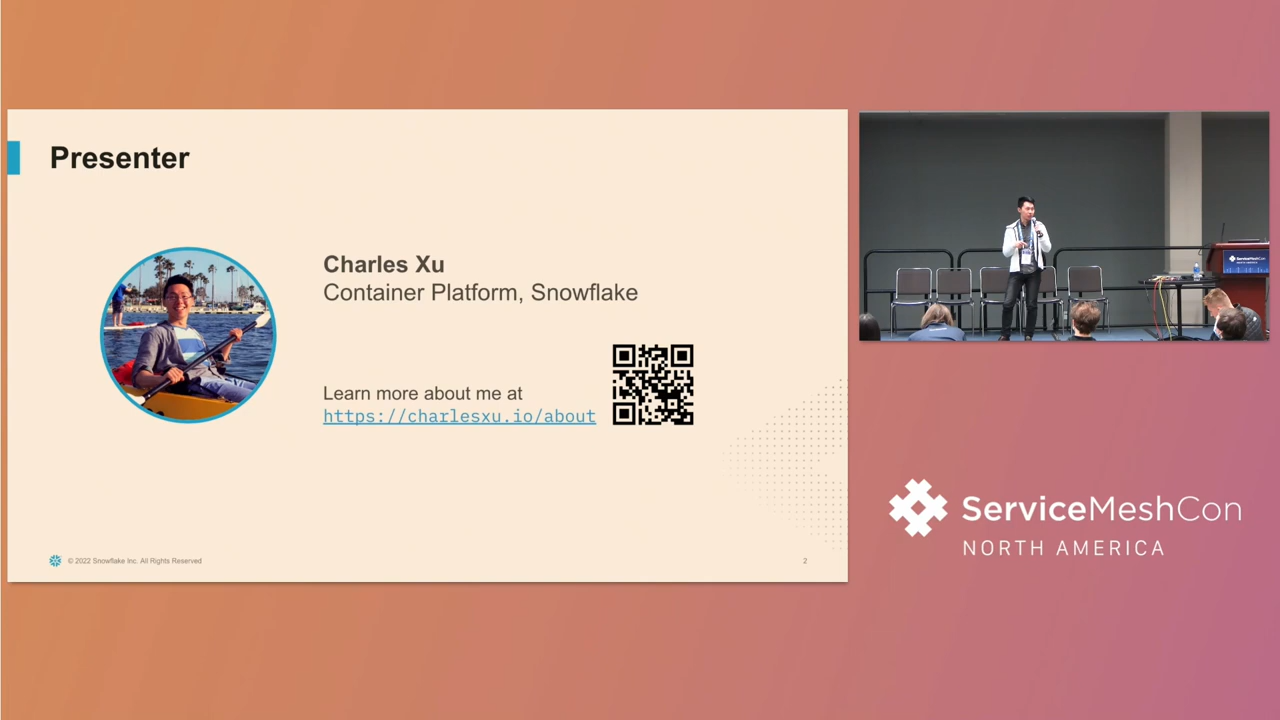 Presenter
Charles Xu
Container Platform, Snowflake
Learn more about me at
https://charlesxu.io/about
© 2022 Snowflake Inc. All Rights Reserved
2
ServiceMeshCon
ServiceMeshCon
NORTH AMERICA